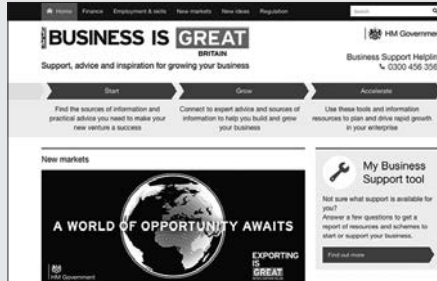 Home Finance Employment & skills New markets New ideas Regulation Search
BUSINESS IS GREAT
BRITAIN
HM Government
Support, advice and inspiration for growing your business
Business Support Helplin
0300 456 356
Start Grow Accelerate
Find the sources of information and
practical advice you need to make your
new venture a success
Connect to expert advice and sources of
information to help you build and grow
your business
Use these tools and information
resources to plan and drive rapid growth
in your enterprise
New markets
A WORLD OF OPPORTUNITY AWAITS
HM Government
EXPORTING
IS
GREAT
My Business
Support tool
Not sure what support is available for
you?
Answer a few questions to get a
report of resources and schemes to
start or support your business.
Find out more